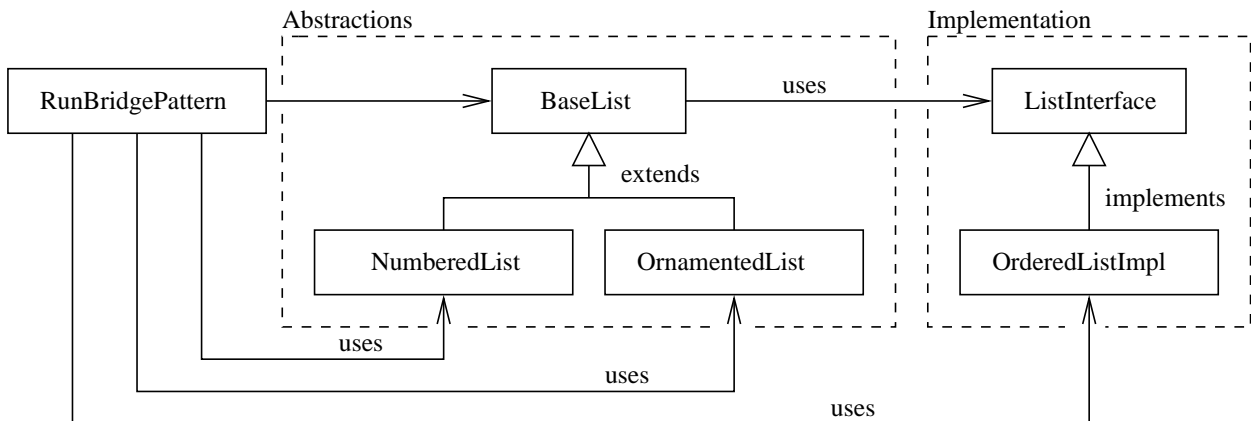 Abstractions
Implementation
RunBridgePattern
BaseList
uses
ListInterface
extends
implements
NumberedList
OrnamentedList
OrderedListImpl
uses
uses
uses